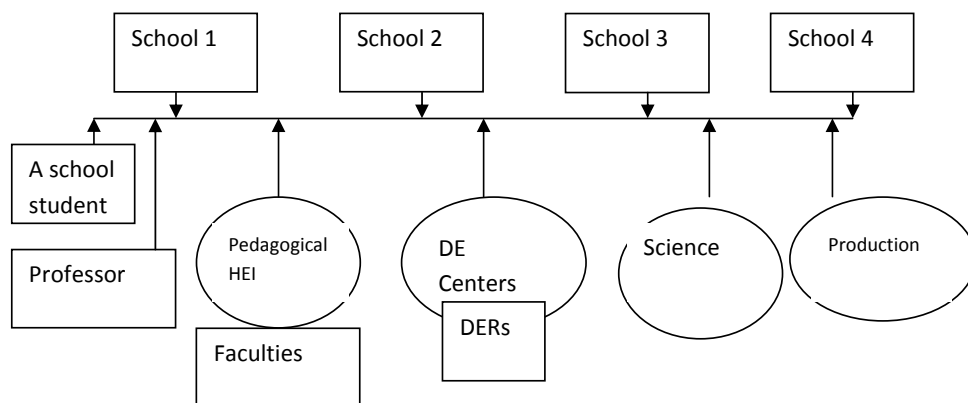 School 1
School 2
School 3
School 4
A school
student
Professor
Pedagogical
HEI
Faculties
DE
Centers
DERs
Science
Production